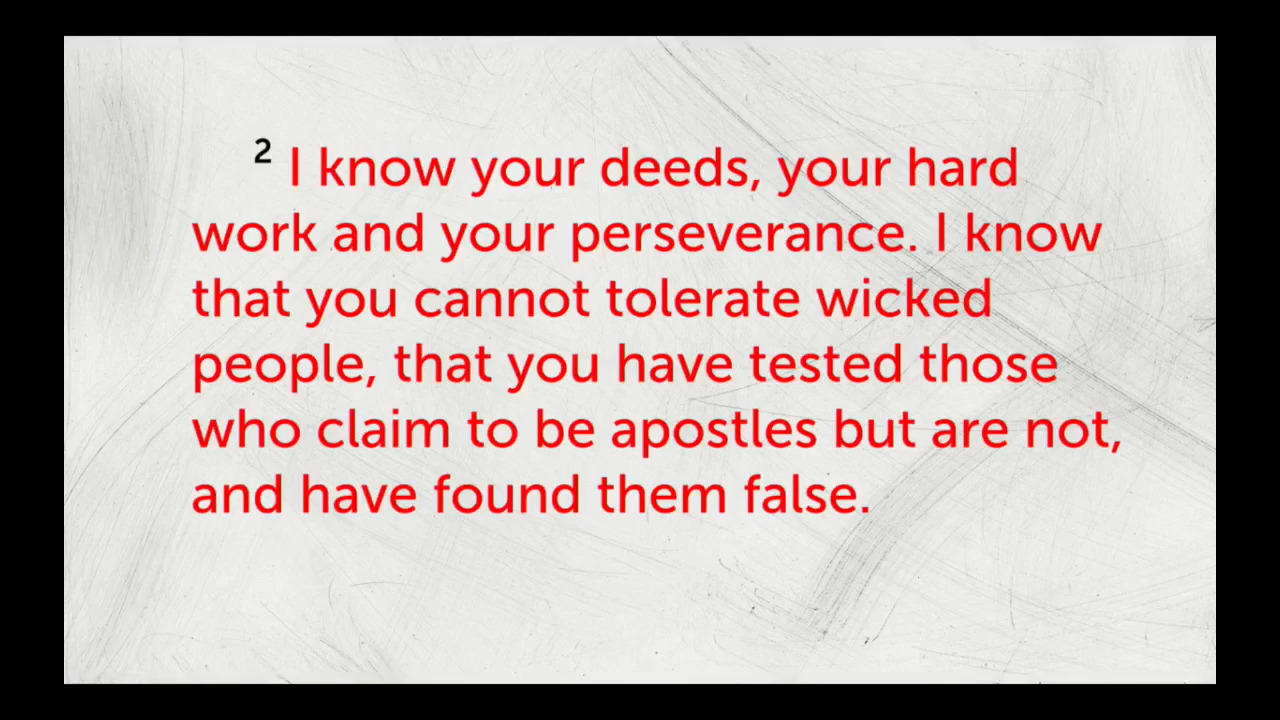 2 I know your deeds, your hard
work and your perseverance. I know
that you cannot tolerate wicked
people, that you have tested those
who claim to be apostles but are not,
and have found them false.